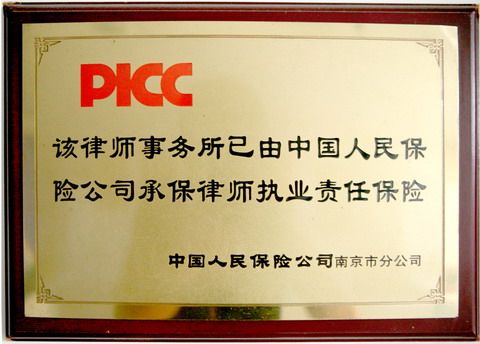 PICC
该律师事务所已由中国人民保
险公司承保律师执业责任保险
中国人民保险公司南京市分公司